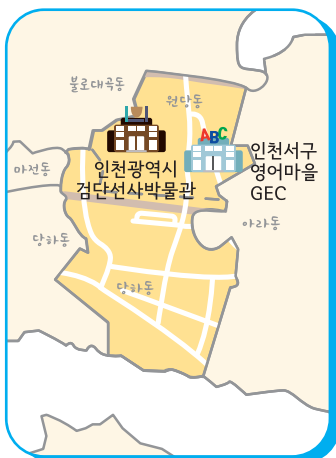 불로대곡동
원당동
ABC
인천광역시
검단선사박물관
인천서구
영어마을
GEC
마전동
아라동
당하동
당하동